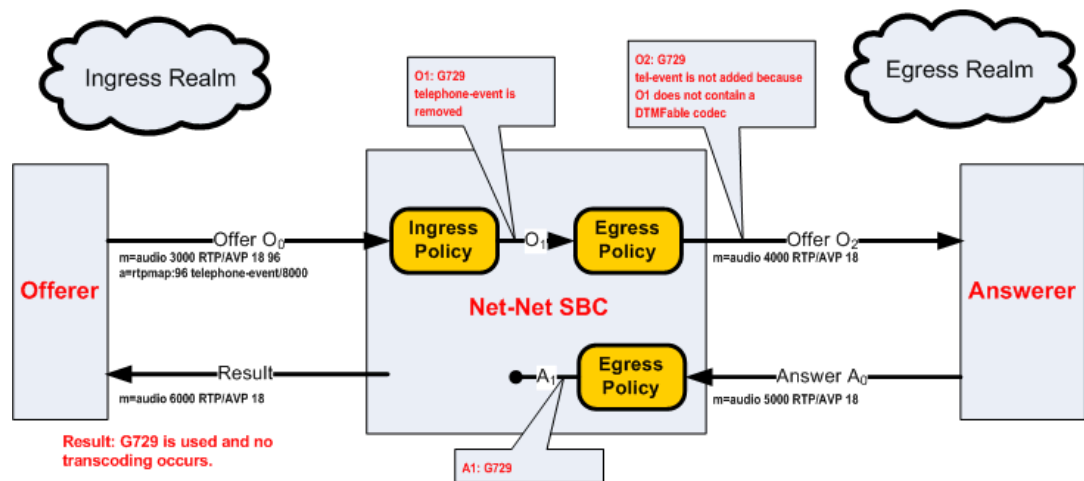 Ingress Realm
Egress Realm
O1: G729
telephone-event is
removed
O2: G729
tel-event is not added because
O1 does not contain a
DTMFable codec
Offerer
Offer O0
m=audio 3000 RTP/AVP 18 96
a=rtpmap:96 telephone-event/8000
Ingress
Policy
O1
Egress
Policy
Offer O2
m=audio 4000 RTP/AVP 18
Answerer
Net-Net SBC
Result
m=audio 6000 RTP/AVP 18
A1
Egress
Policy
Answer A0
m=audio 5000 RTP/AVP 18
Result: G729 is used and no
transcoding occurs.
A1: G729